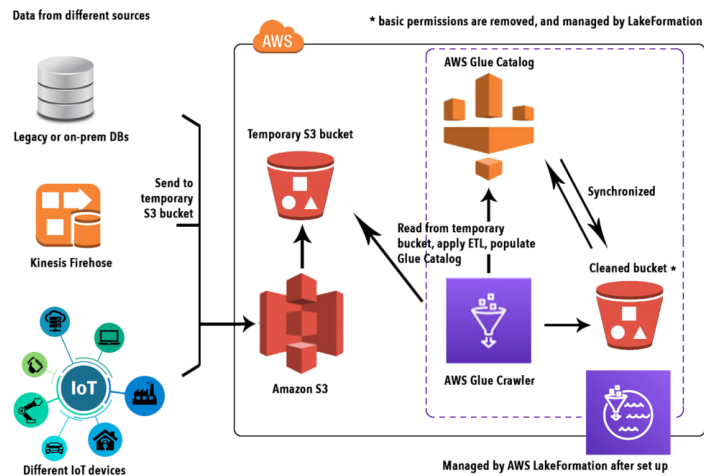 Data from different sources
* basic permissions are removed, and managed by LakeFormation
AWS
AWS Glue Catalog
Legacy or on-prem DBs
Temporary S3 bucket
Send to
temporary
S3 bucket
Synchronized
Kinesis Firehose
Read from temporary
bucket, apply ETL, populate
Glue Catalog
Cleaned bucket *
IoT
Amazon S3
AWS Glue Crawler
Different IoT devices
Managed by AWS LakeFormation after set up